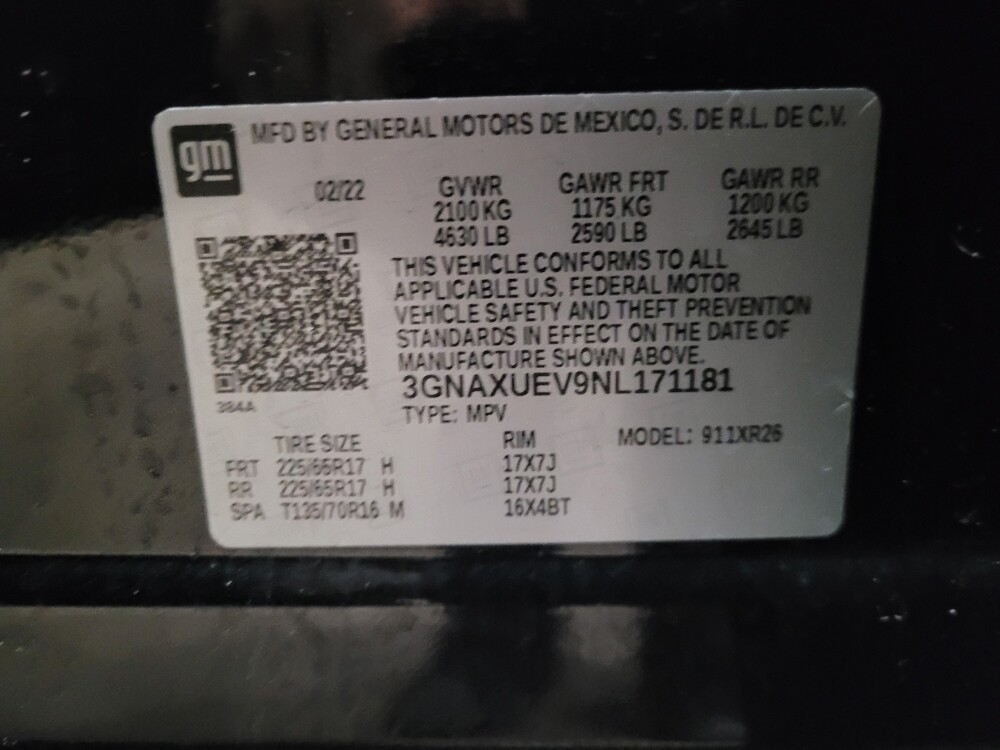 gm
MFD BY GENERAL MOTORS DE MEXICO, S. DE R.L. DE C.V.
02/22 GVWR GAWR FRT GAWR RR
2100 KG 1175 KG 1200 KG
4630 LB 2590 LB 2645 LB
THIS VEHICLE CONFORMS TO ALL
APPLICABLE U.S. FEDERAL MOTOR
VEHICLE SAFETY AND THEFT PREVENTION
STANDARDS IN EFFECT ON THE DATE OF
MANUFACTURE SHOWN ABOVE.
3GNAXUEV9NL171181
384A
TYPE: MPV
TIRE SIZE RIM MODEL: 911XR26
FRT 225/65R17 H 17X7J
RR 225/65R17 H 17X7J
SPA T135/70R16 M 16X4BT